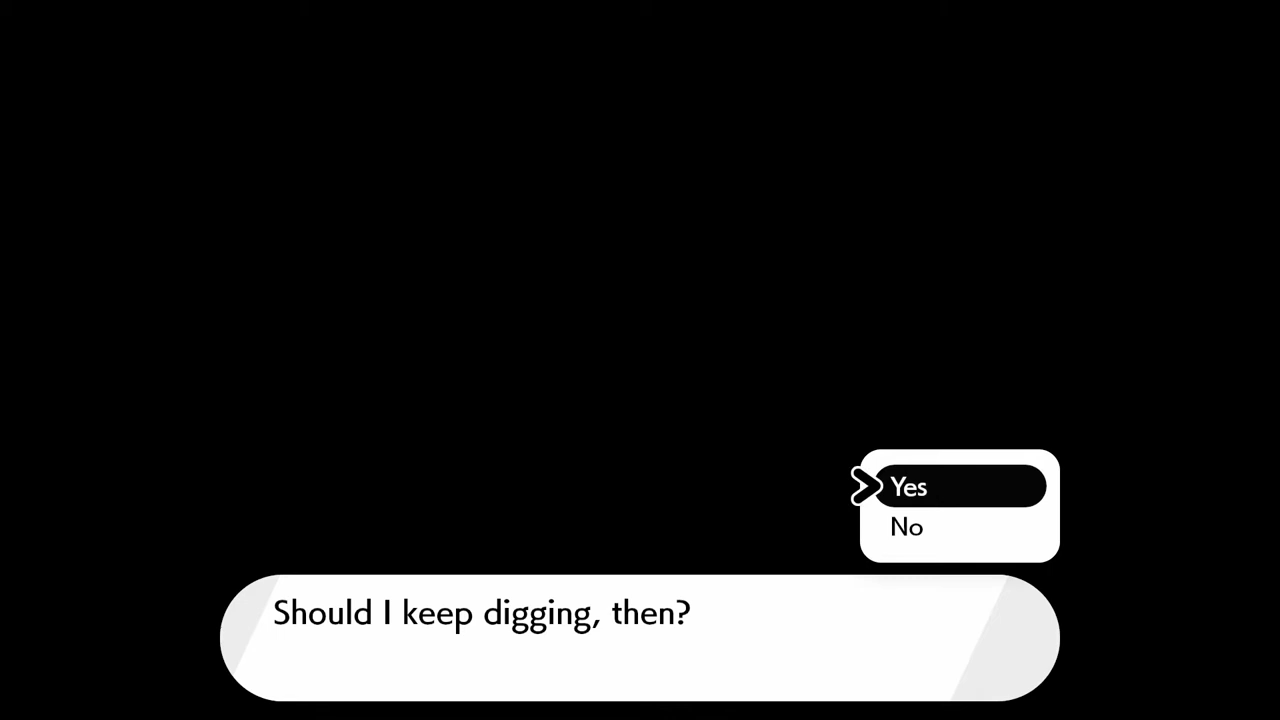 Yes
No
Should I keep digging, then?